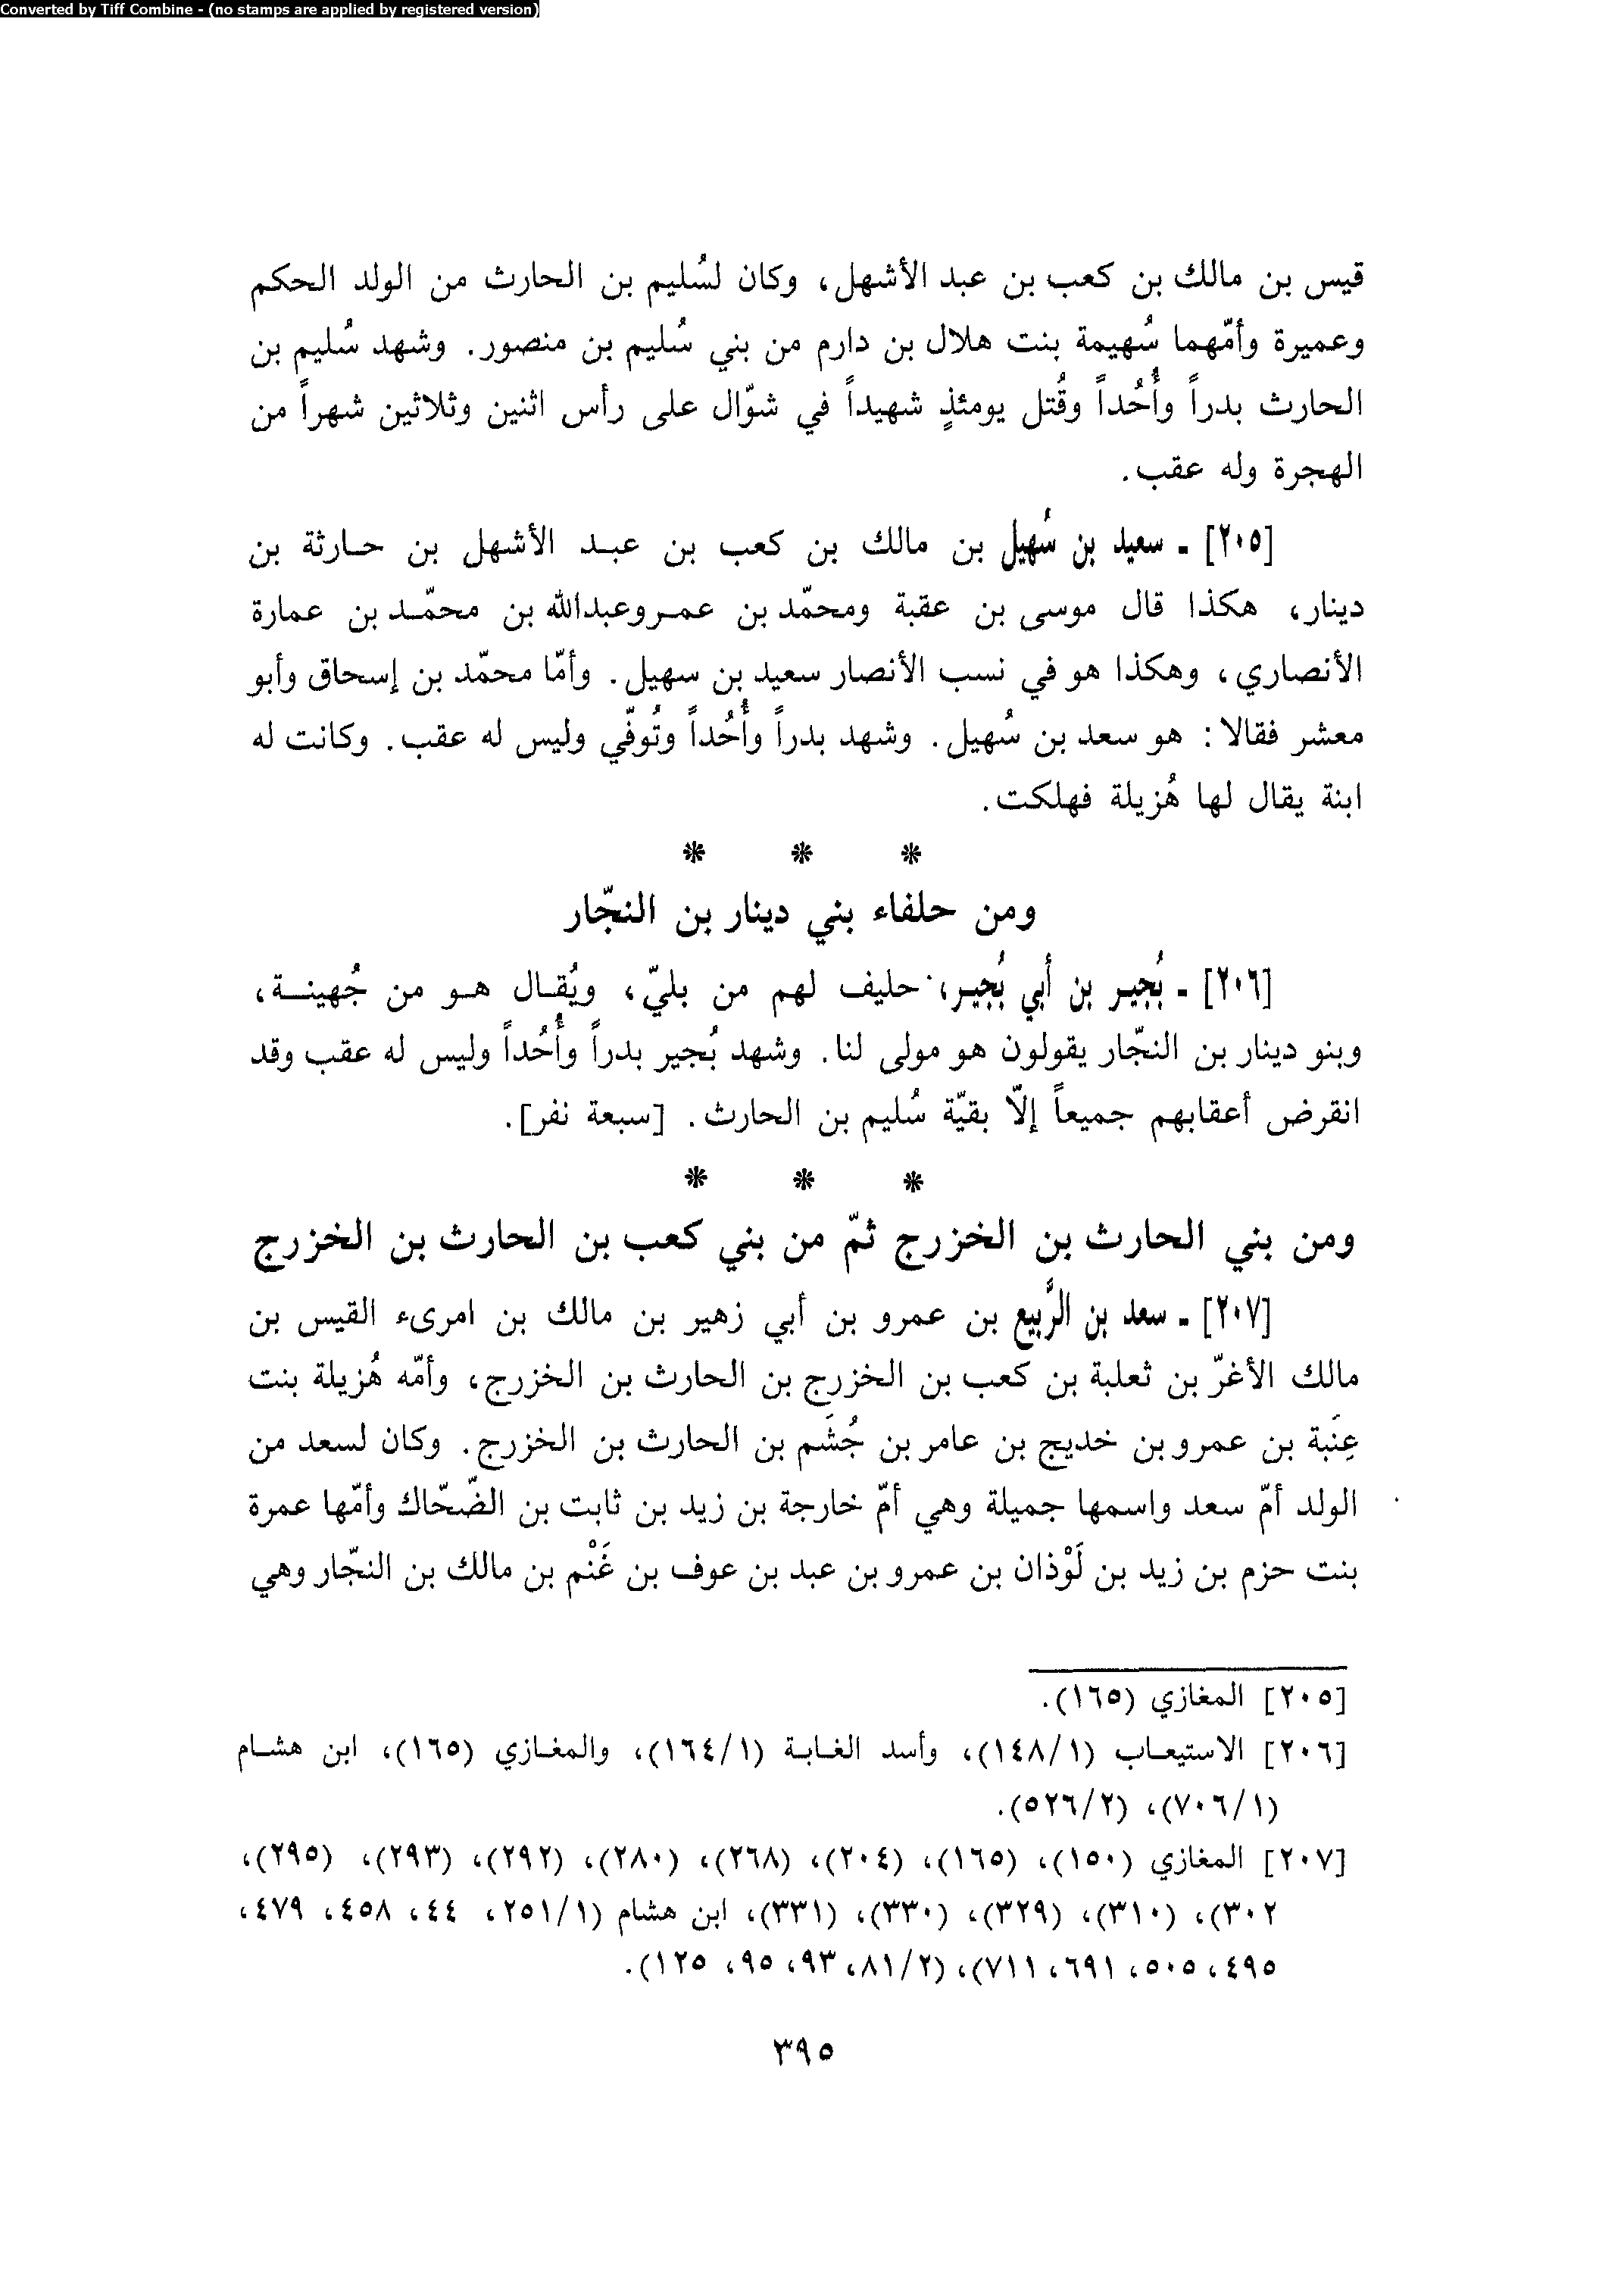 Converted by Tiff Combine - (no stamps are applied by registered version)
قيس بن مالك بن كعب بن عبد الأشهل، وكان لسُليم بن الحارث من الولد الحكم
وعميرة وأمّهما سُهيمة بنت هلال بن دارم من بني سُليم بن منصور. وشهد سُليم بن
الحارث بدراً وأُحُداً وقُتل يومئذٍ شهيداً في شوّال على رأس اثنين وثلاثين شهراً من
الهجرة وله عقب.
[٢٠٥] ـ سعيد بن سُهيل بن مالك بن كعب بن عبد الأشهل بن حارثة بن
دينار، هكذا قال موسى بن عقبة ومحمّد بن عمرو وعبدالله بن محمّد بن عمارة
الأنصاري، وهكذا هو في نسب الأنصار سعيد بن سهيل. وأمّا محمّد بن إسحاق وأبو
معشر فقالا: هو سعد بن سُهيل. وشهد بدراً وأُحُداً وتُوفّي وليس له عقب. وكانت له
ابنة يقال لها هُزيلة فهلكت.
* * *
ومن حلفاء بني دينار بن النجّار
[٢٠٦] ـ بُجير بن أبي بُجير، حليف لهم من بليّ، ويُقال هو من جُهينة،
وبنو دينار بن النجّار يقولون هو مولى لنا. وشهد بُجير بدراً وأُحُداً وليس له عقب وقد
انقرض أعقابهم جميعاً إلاّ بقيّة سُليم بن الحارث. [سبعة نفر].
* * *
ومن بني الحارث بن الخزرج ثمّ من بني كعب بن الحارث بن الخزرج
[٢٠٧] ـ سعد بن الرَّبيع بن عمرو بن أبي زهير بن مالك بن امرىء القيس بن
مالك الأغرّ بن ثعلبة بن كعب بن الخزرج بن الحارث بن الخزرج، وأمّه هُزيلة بنت
عِنَبة بن عمرو بن خديج بن عامر بن جُشَم بن الحارث بن الخزرج. وكان لسعد من
الولد أمّ سعد واسمها جميلة وهي أمّ خارجة بن زيد بن ثابت بن الضّحّاك وأمّها عمرة
بنت حزم بن زيد بن لَوْذان بن عمرو بن عبد بن عوف بن غَنْم بن مالك بن النجّار وهي
[٢٠٥] المغازي (١٦٥).
[٢٠٦] الاستيعاب (١٤٨/١)، وأسد الغابة (١٦٤/١)، والمغازي (١٦٥)، ابن هشام
(٧٠٦/١)، (٥٢٦/٢).
[٢٠٧] المغازي (١٥٠)، (١٦٥)، (٢٠٤)، (٢٦٨)، (٢٨٠)، (٢٩٢)، (٢٩٣)، (٢٩٥)،
٣٠٢)، (٣١٠)، (٣٢٩)، (٣٣٠)، (٣٣١)، ابن هشام (٢٥١/١، ٤٤، ٤٥٨، ٤٧٩،
٤٩٥، ٥٠٥، ٦٩١، ٧١١)، (٨١/٢، ٩٣، ٩٥، ١٢٥).
٣٩٥